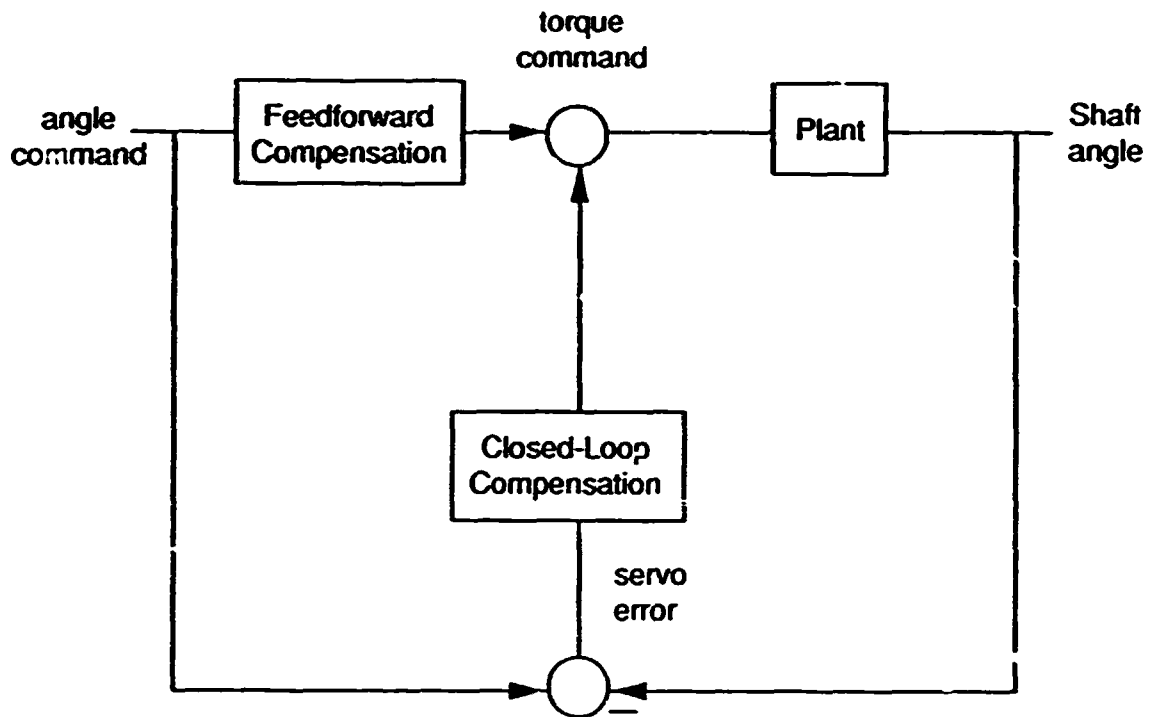 torque
command
angle
command
Feedforward
Compensation
Plant
Shaft
angle
Closed-Loop
Compensation
servo
error
–